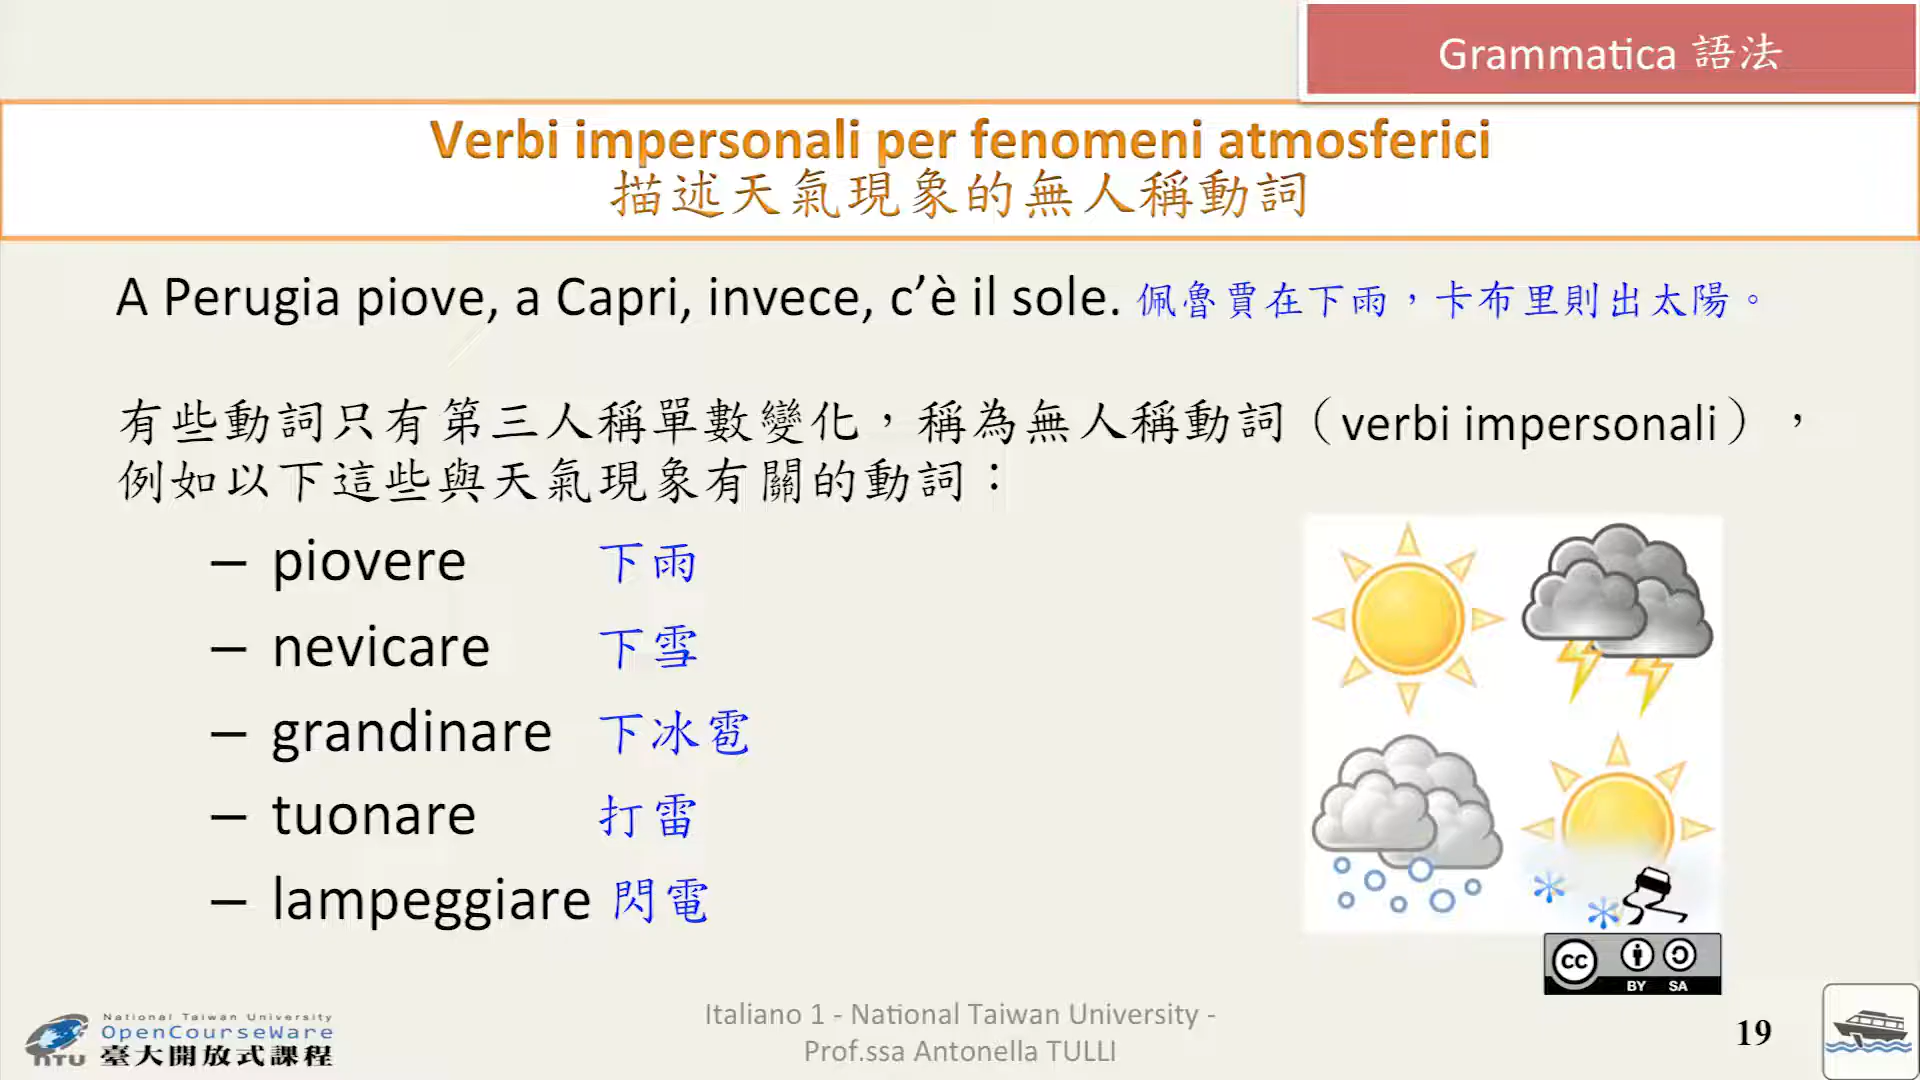 Grammatica 語法
Verbi impersonali per fenomeni atmosferici
描述天氣現象的無人稱動詞
A Perugia piove, a Capri, invece, c’è il sole. 佩魯賈在下雨，卡布里則出太陽。
有些動詞只有第三人稱單數變化，稱為無人稱動詞（verbi impersonali），
例如以下這些與天氣現象有關的動詞：
– piovere 下雨
– nevicare 下雪
– grandinare 下冰雹
– tuonare 打雷
– lampeggiare 閃電
cc BY SA
National Taiwan University
OpenCourseWare
NTU 臺大開放式課程
Italiano 1 - National Taiwan University -
Prof.ssa Antonella TULLI
19